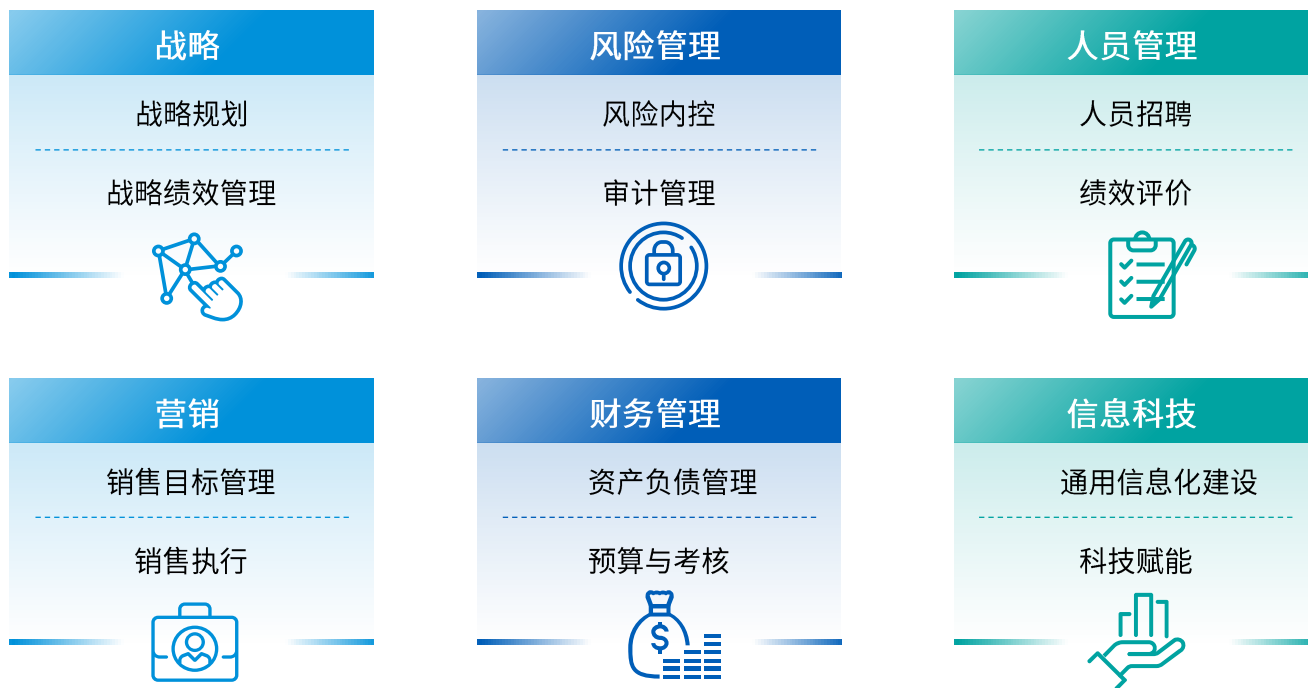 战略
战略规划
战略绩效管理
风险管理
风险内控
审计管理
人员管理
人员招聘
绩效评价
营销
销售目标管理
销售执行
财务管理
资产负债管理
预算与考核
$
信息科技
通用信息化建设
科技赋能